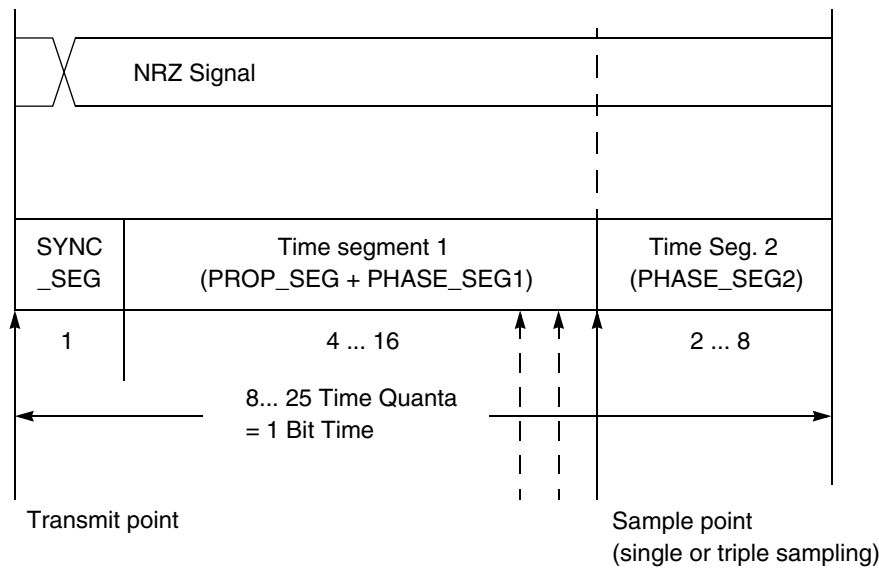 NRZ Signal
SYNC
_SEG
Time segment 1
(PROP_SEG + PHASE_SEG1)
Time Seg. 2
(PHASE_SEG2)
1
4 ... 16
2 ... 8
8... 25 Time Quanta
= 1 Bit Time
Transmit point
Sample point
(single or triple sampling)